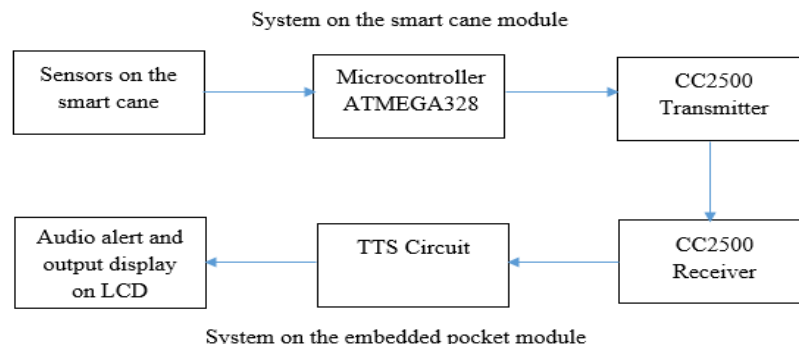 System on the smart cane module
Sensors on the
smart cane
Microcontroller
ATMEGA328
CC2500
Transmitter
Audio alert and
output display
on LCD
TTS Circuit
CC2500
Receiver
System on the embedded pocket module